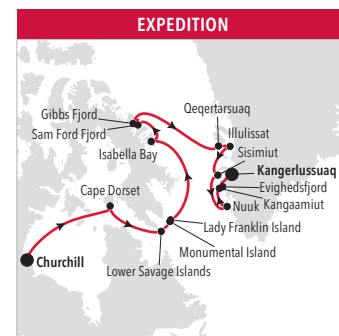 EXPEDITION
Qeqertarsuaq
Gibbs Fjord
Illulissat
Sam Ford Fjord
Sisimiut
Isabella Bay
Kangerlussuaq
Evighedsfjord
Cape Dorset
Nuuk
Kangaamiut
Lady Franklin Island
Monumental Island
Churchill
Lower Savage Islands